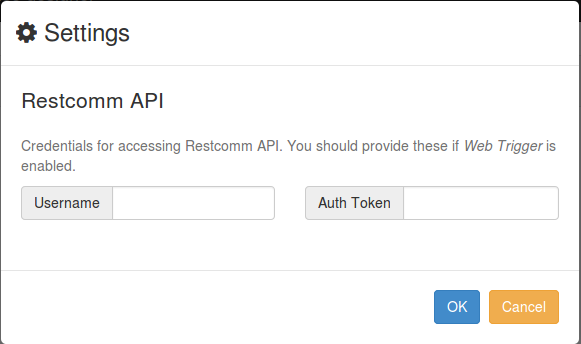 Settings
Restcomm API
Credentials for accessing Restcomm API. You should provide these if Web Trigger is
enabled.
Username
Auth Token
OK
Cancel